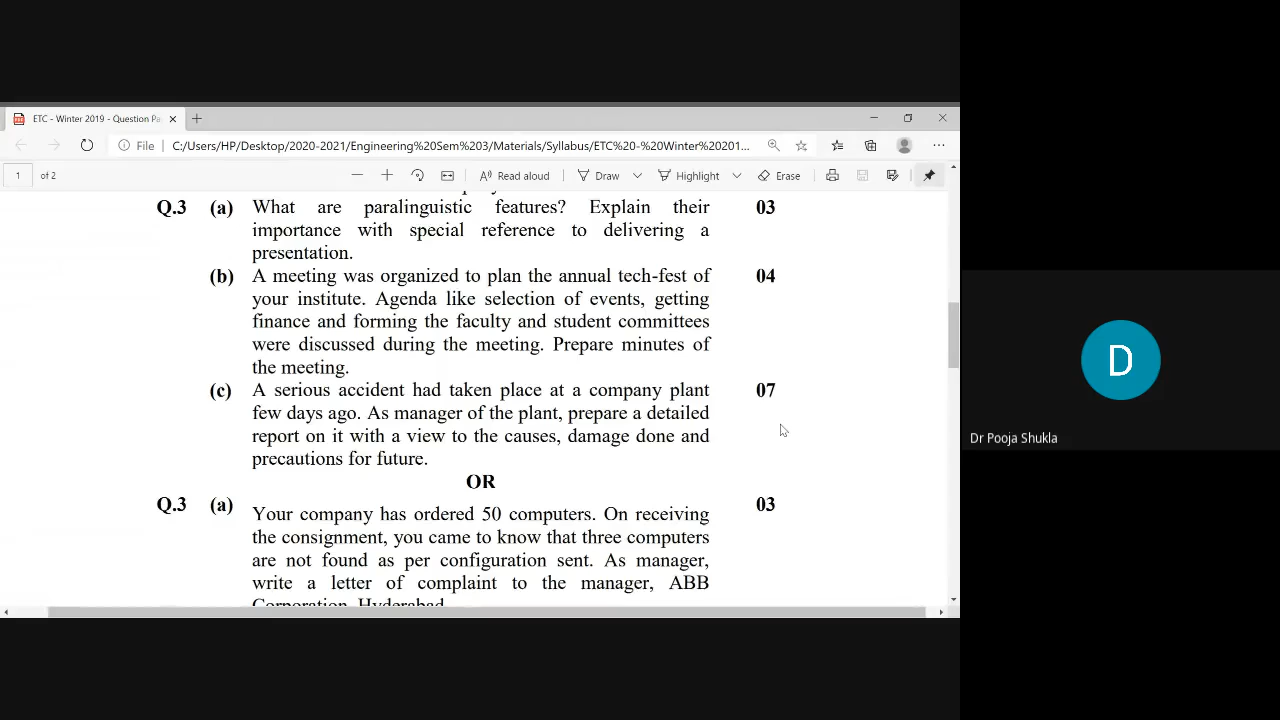 ETC - Winter 2019 - Question Pa
File
C:/Users/HP/Desktop/2020-2021/Engineering%20Sem%203/Materials/Syllabus/ETC%20-%20Winter%20201...
1 of 2
Read aloud
Draw
Highlight
Erase
Q.3 (a) What are paralinguistic features? Explain their 03
importance with special reference to delivering a
presentation.
(b) A meeting was organized to plan the annual tech-fest of 04
your institute. Agenda like selection of events, getting
finance and forming the faculty and student committees
were discussed during the meeting. Prepare minutes of
the meeting.
(c) A serious accident had taken place at a company plant 07
few days ago. As manager of the plant, prepare a detailed
report on it with a view to the causes, damage done and
precautions for future.
OR
Q.3 (a) 03
Your company has ordered 50 computers. On receiving
the consignment, you came to know that three computers
are not found as per configuration sent. As manager,
write a letter of complaint to the manager, ABB
Corporation, Hyderabad
D
Dr Pooja Shukla